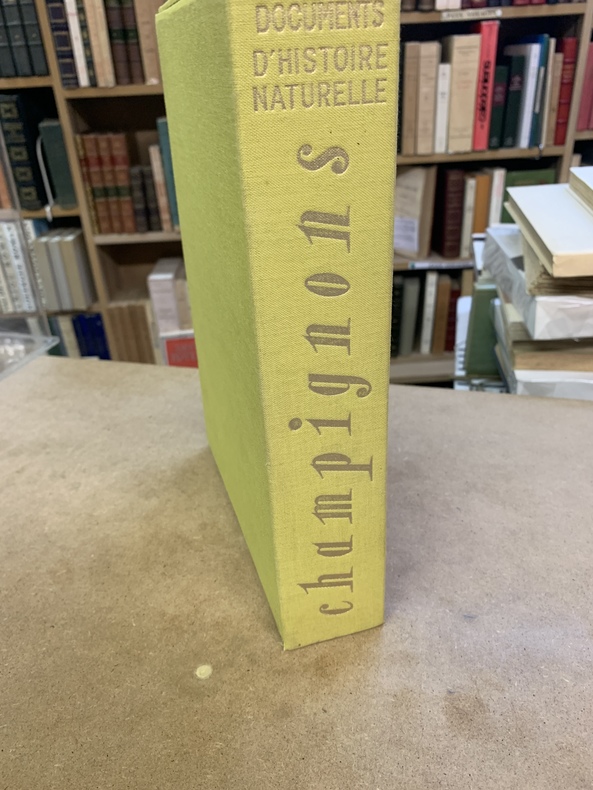 DOCUMENTS
D'HISTOIRE
NATURELLE
champignons